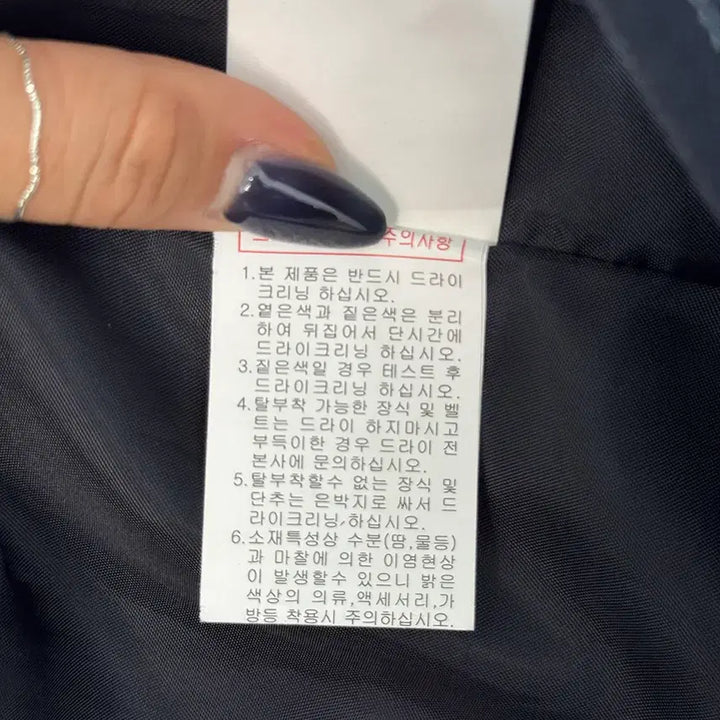 주의사항
1.본 제품은 반드시 드라이
크리닝 하십시오.
2.옅은색과 짙은색은 분리
하여 뒤집어서 단시간에
드라이크리닝 하십시오.
3.짙은색일 경우 테스트 후
드라이크리닝 하십시오.
4.탈부착 가능한 장식 및 벨
트는 드라이 하지마시고
부득이한 경우 드라이 전
본사에 문의하십시오.
5.탈부착할수 없는 장식 및
단추는 은박지로 싸서 드
라이크리닝·하십시오.
6.소재특성상 수분(땀,물등)
과 마찰에 의한 이염현상
이 발생할수 있으니 밝은
색상의 의류,액세서리,가
방등 착용시 주의하십시오.